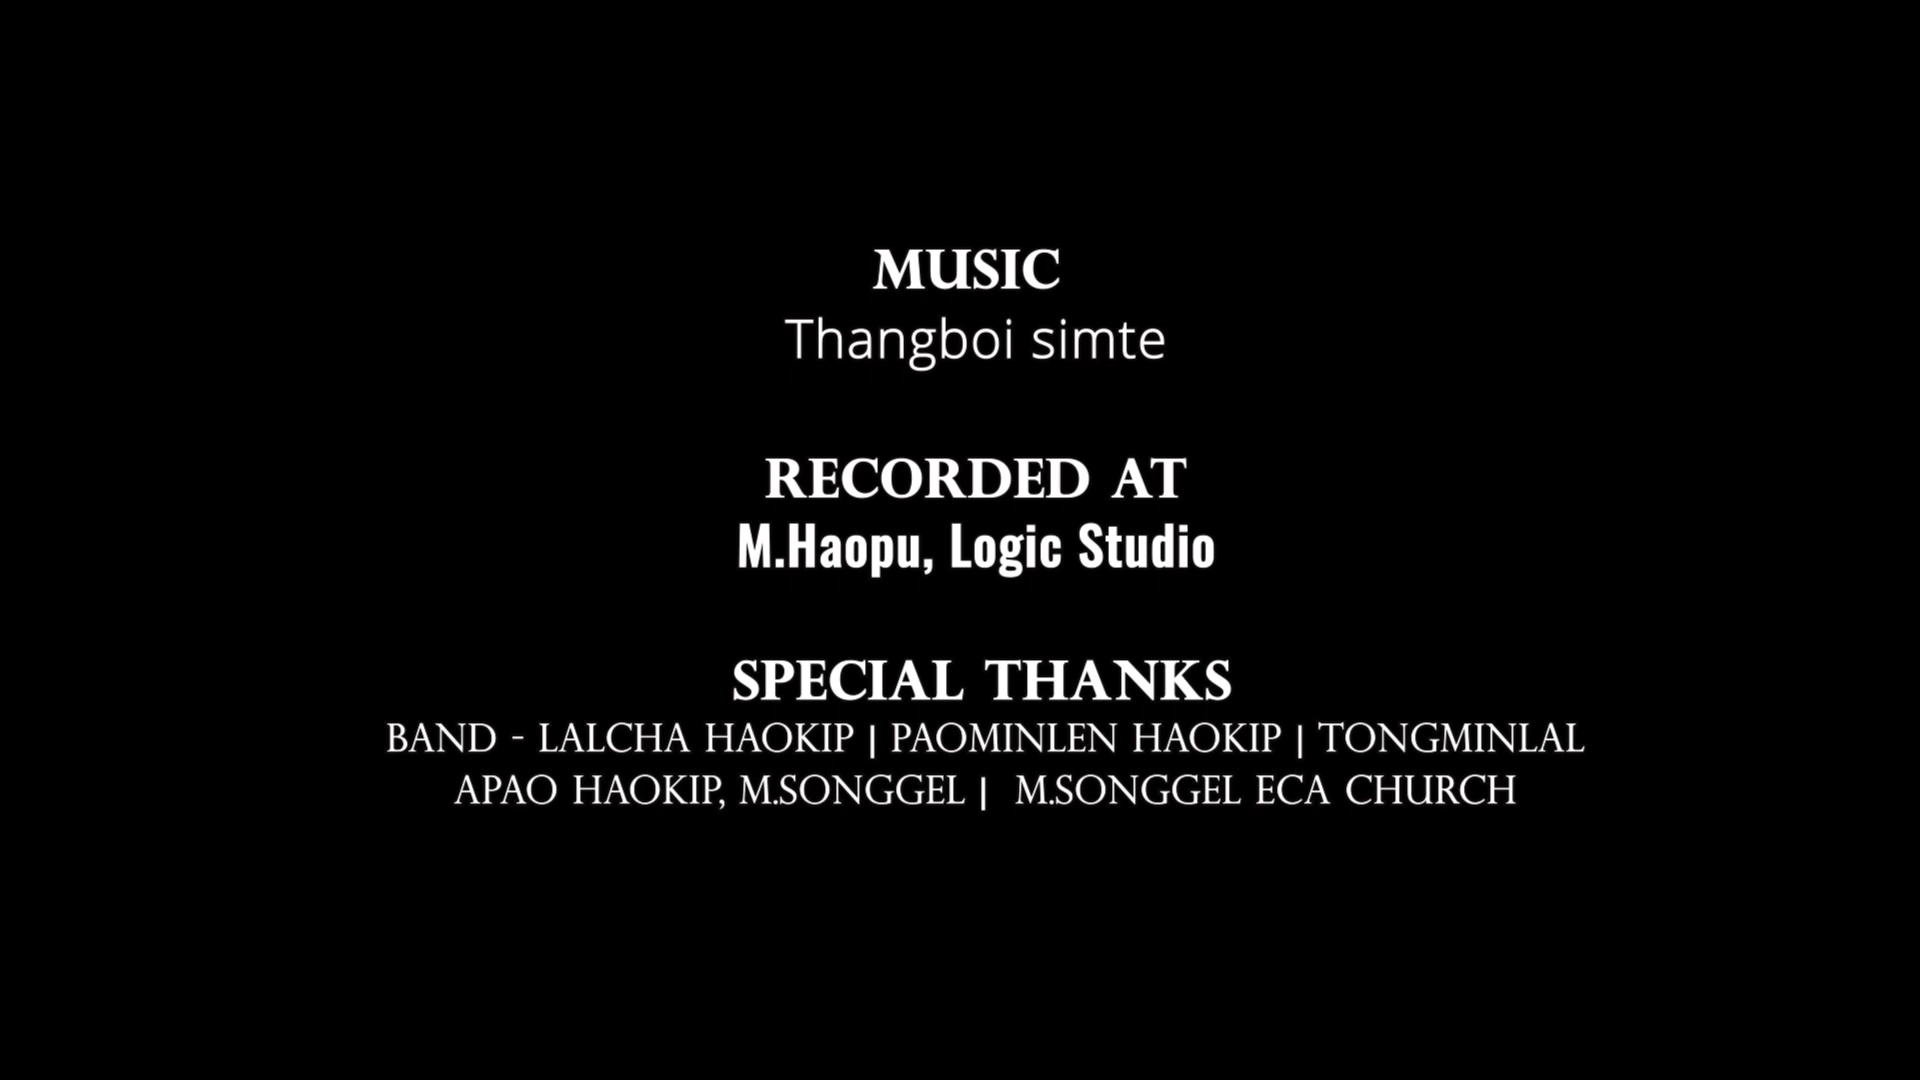 MUSIC
Thangboi simte
RECORDED AT
M.Haopu, Logic Studio
SPECIAL THANKS
BAND - LALCHA HAOKIP | PAOMINLEN HAOKIP | TONGMINLAL
APAO HAOKIP, M.SONGGEL | M.SONGGEL ECA CHURCH